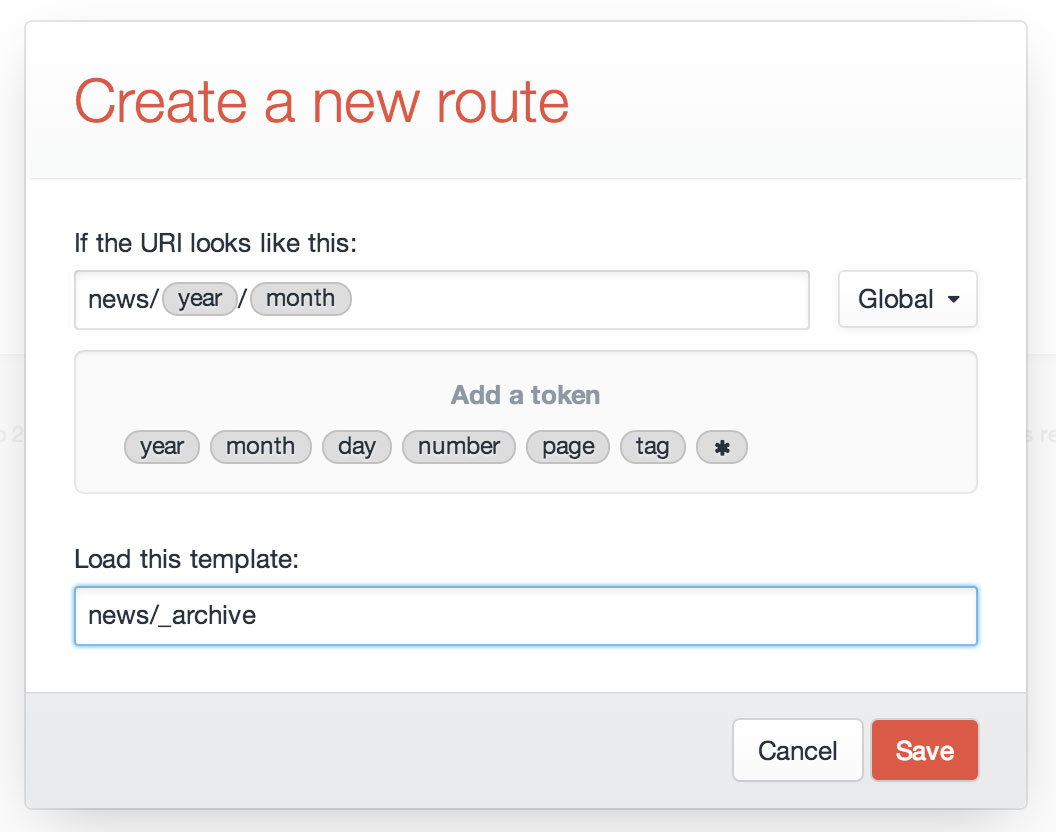 Create a new route
If the URI looks like this:
news/ year / month Global
Add a token
year month day number page tag *
Load this template:
news/_archive
Cancel Save